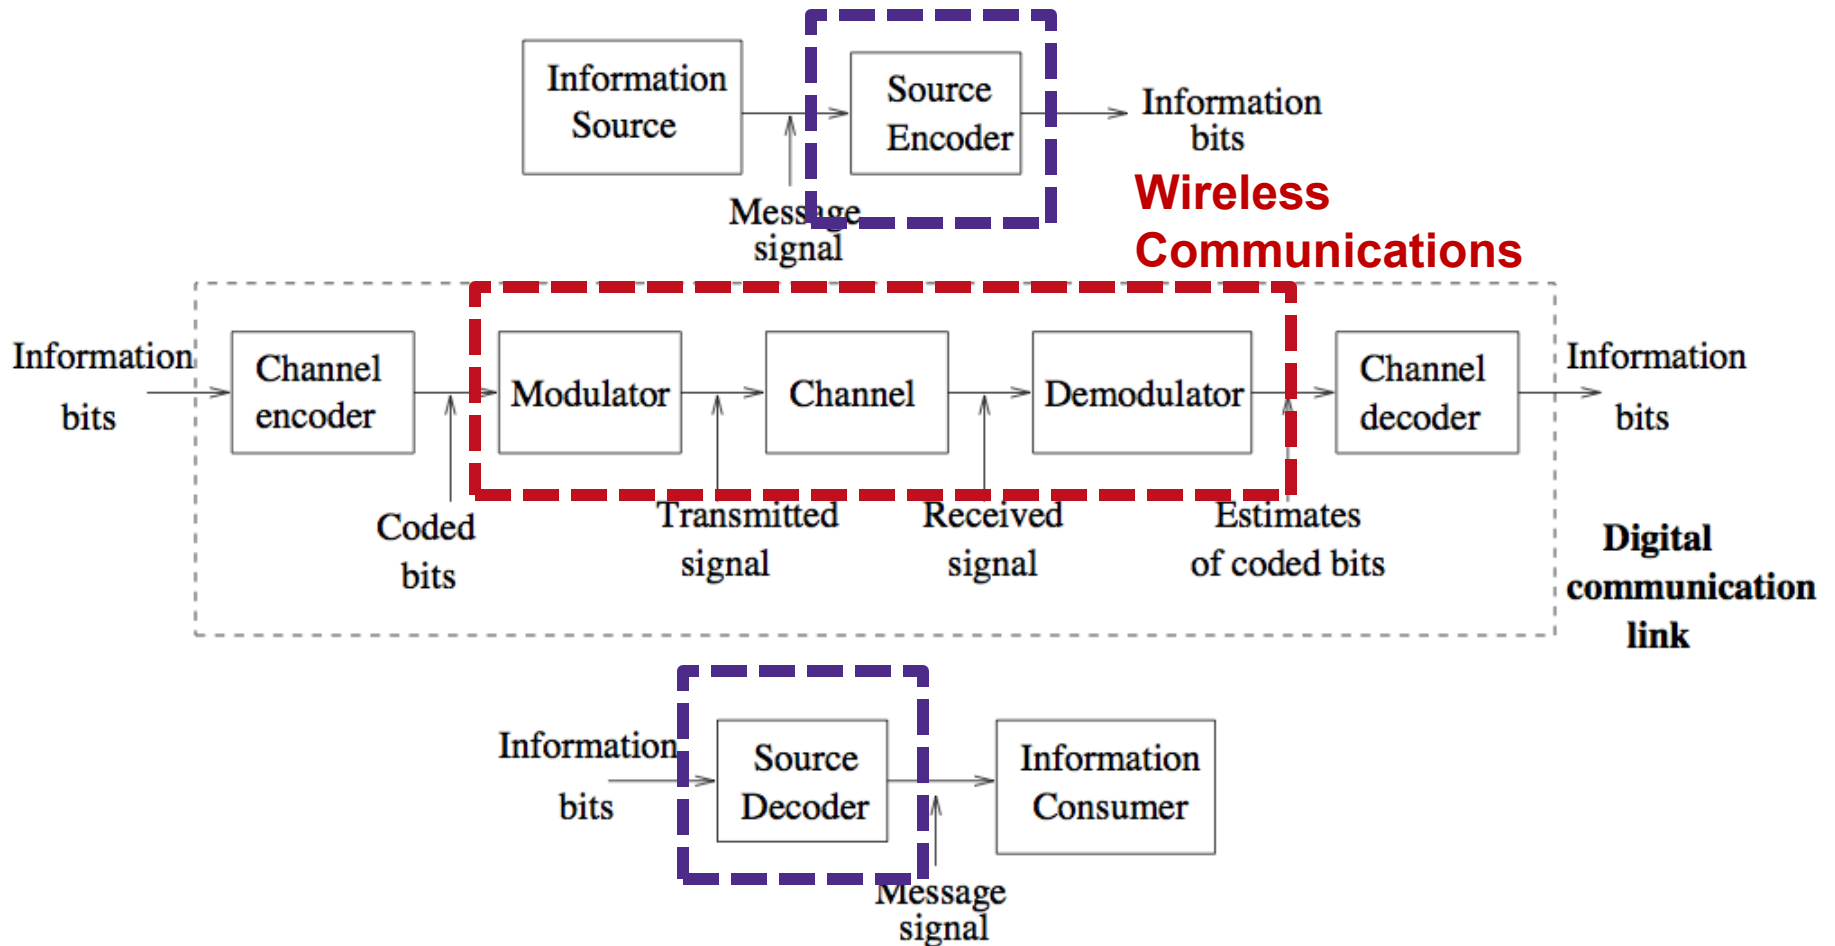 Information
Source
Source
Encoder
Information
bits
Message
signal
Wireless
Communications
Information
bits
Channel
encoder
Modulator
Channel
Demodulator
Channel
decoder
Information
bits
Coded
bits
Transmitted
signal
Received
signal
Estimates
of coded bits
Digital
communication
link
Information
bits
Source
Decoder
Information
Consumer
Message
signal